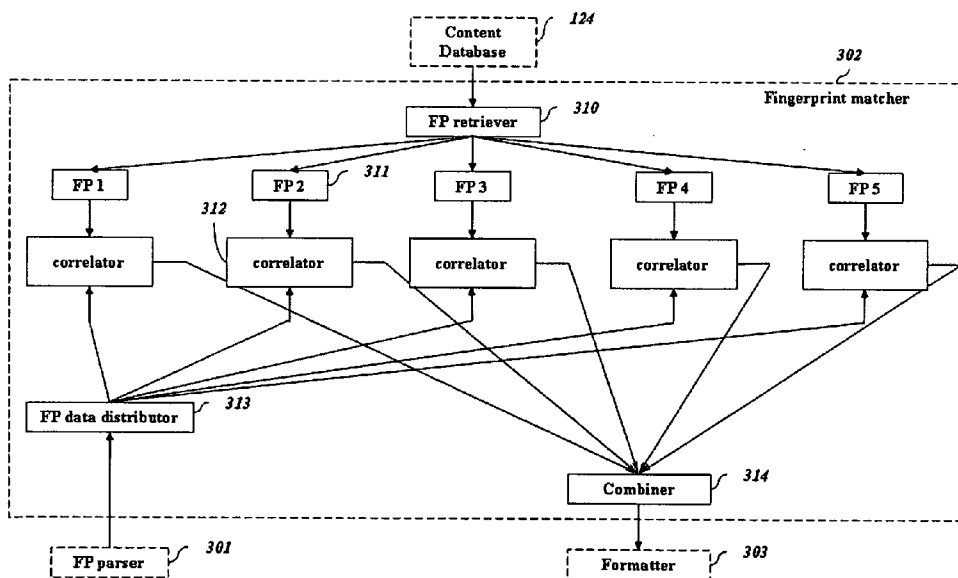 124
Content
Database
302
Fingerprint matcher
310
FP retriever
FP 1
FP 2
311
FP 3
FP 4
FP 5
312
correlator
correlator
correlator
correlator
correlator
FP data distributor
313
Combiner
314
FP parser
301
Formatter
303